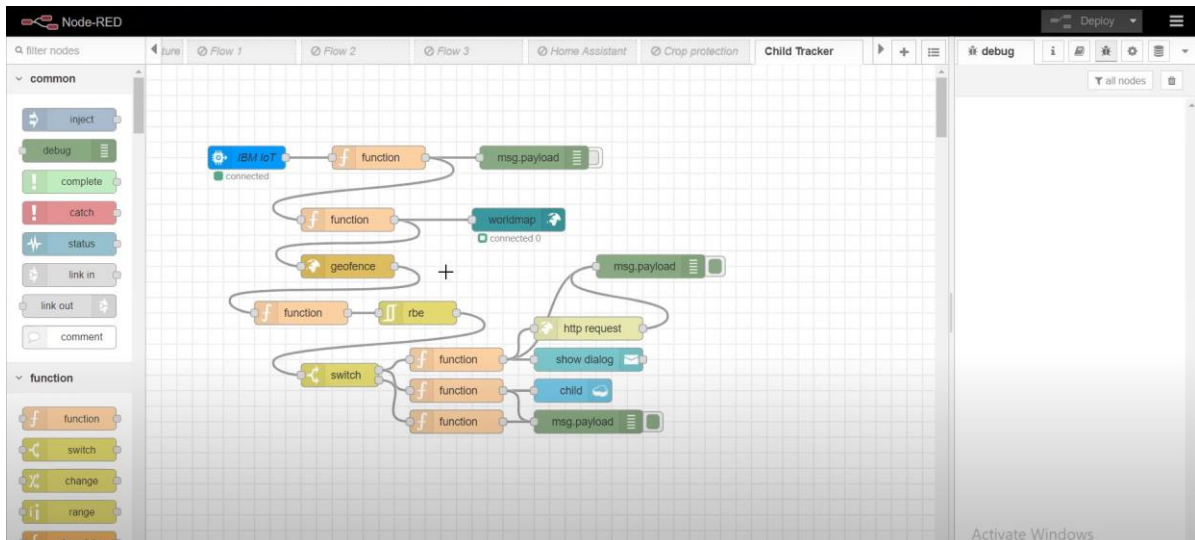 Node-RED
Deploy
filter nodes
ture
Flow 1
Flow 2
Flow 3
Home Assistant
Crop protection
Child Tracker
debug
i
all nodes
common
inject
debug
complete
catch
status
link in
link out
comment
function
function
switch
change
range
IBM IoT
connected
function
msg.payload
function
worldmap
connected 0
geofence
msg.payload
function
rbe
http request
switch
function
show dialog
function
child
function
msg.payload
Activate Windows